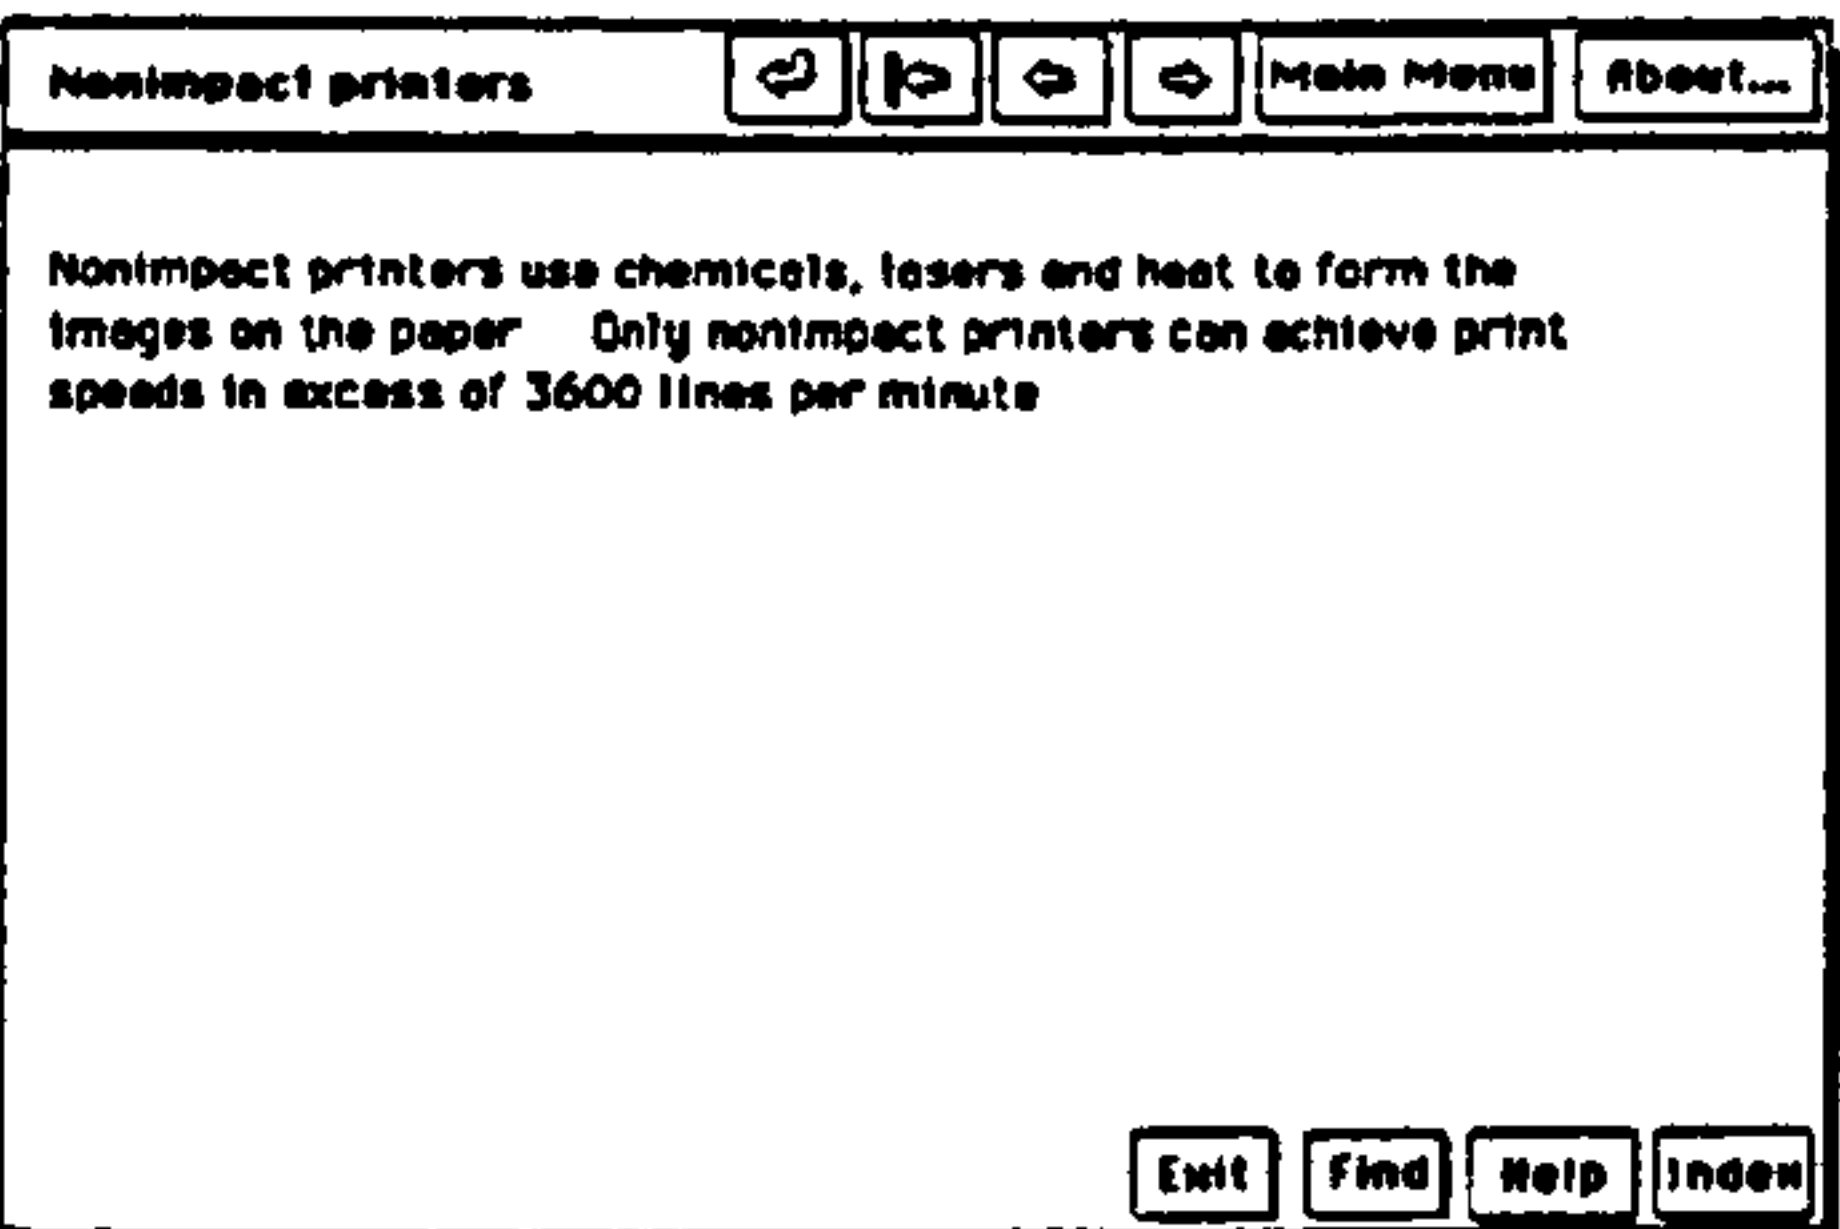 Nonimpact printers
Main Menu
About...
Nonimpact printers use chemicals, lasers and heat to form the
images on the paper Only nonimpact printers can achieve print
speeds in excess of 3600 lines per minute
Exit
Find
Help
Index